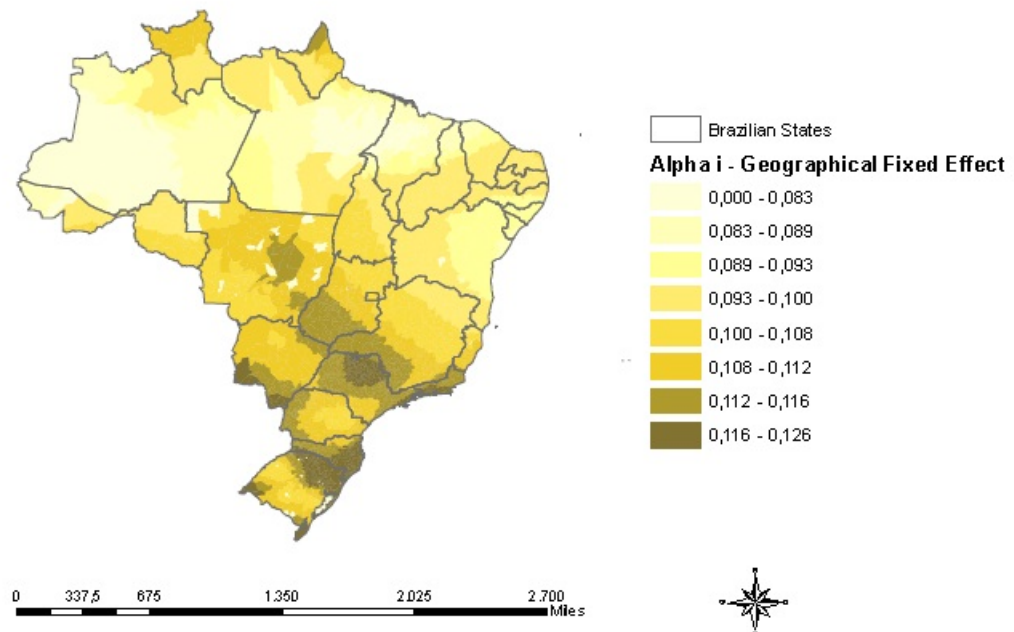 Brazilian States
Alpha i - Geographical Fixed Effect
0,000 - 0,083
0,083 - 0,089
0,089 - 0,093
0,093 - 0,100
0,100 - 0,108
0,108 - 0,112
0,112 - 0,116
0,116 - 0,126
0 337,5 675 1.350 2.025 2.700
Miles